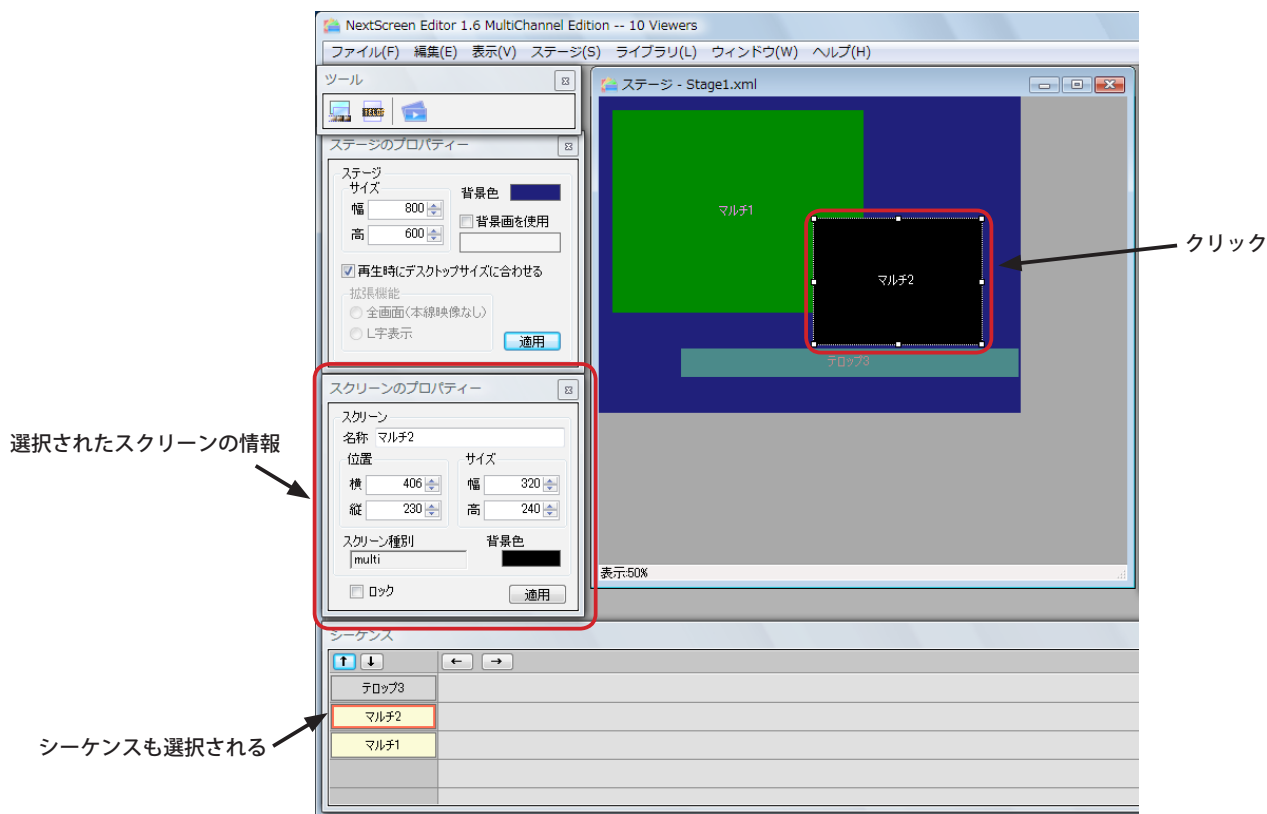 NextScreen Editor 1.6 MultiChannel Edition -- 10 Viewers
ファイル(F) 編集(E) 表示(V) ステージ(S) ライブラリ(L) ウィンドウ(W) ヘルプ(H)
ツール
ステージ - Stage1.xml
ステージのプロパティー
ステージ
サイズ
背景色
幅 800
背景画を使用
高 600
再生時にデスクトップサイズに合わせる
拡張機能
全画面(本線映像なし)
L字表示
適用
マルチ1
マルチ2
テロップ3
クリック
スクリーンのプロパティー
スクリーン
名称 マルチ2
位置 サイズ
横 406 幅 320
縦 230 高 240
スクリーン種別 背景色
multi
ロック 適用
表示:50%
選択されたスクリーンの情報
シーケンス
↑ ↓ ← →
テロップ3
マルチ2
マルチ1
シーケンスも選択される